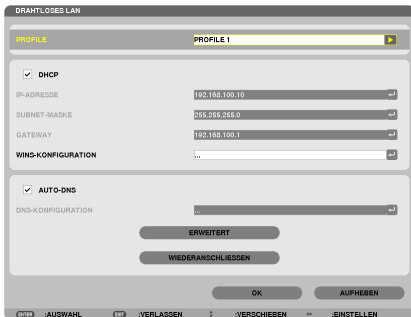 DRAHTLOSES LAN
PROFILE PROFILE 1
DHCP
IP-ADRESSE 192.168.100.10
SUBNET-MASKE 255.255.255.0
GATEWAY 192.168.100.1
WINS-KONFIGURATION ...
AUTO-DNS
DNS-KONFIGURATION ...
ERWEITERT
WIEDERANSCHLIESSEN
OK AUFHEBEN
ENTER :AUSWAHL EXIT :VERLASSEN :VERSCHIEBEN :EINSTELLEN